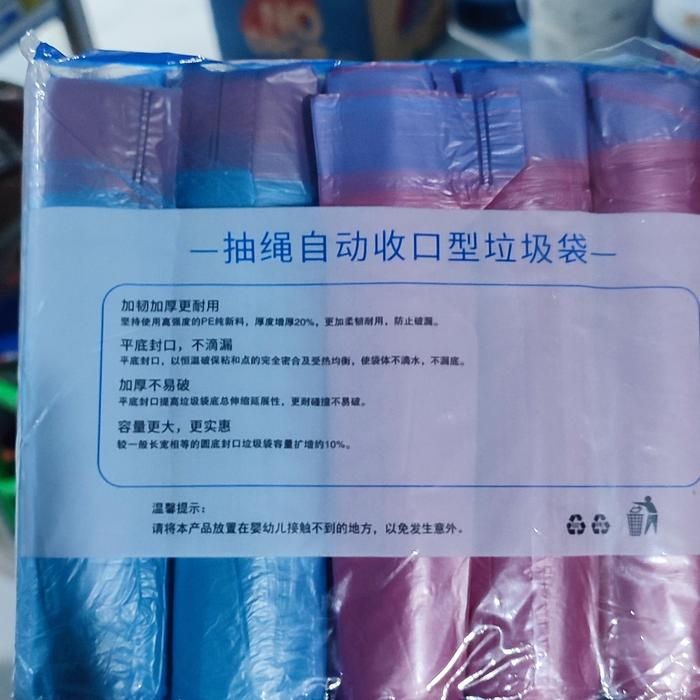 —抽绳自动收口型垃圾袋—
加韧加厚更耐用
坚持使用高强度的PE纯新料，厚度增厚20%，更加柔韧耐用，防止破漏。
平底封口，不滴漏
平底封口，以恒温破保粘和点的完全密合及受热均衡，使袋体不滴水，不漏底。
加厚不易破
平底封口提高垃圾袋底总伸缩延展性，更耐碰撞不易破。
容量更大，更实惠
较一般长宽相等的圆底封口垃圾袋容量扩增约10%。
温馨提示：
请将本产品放置在婴幼儿接触不到的地方，以免发生意外。